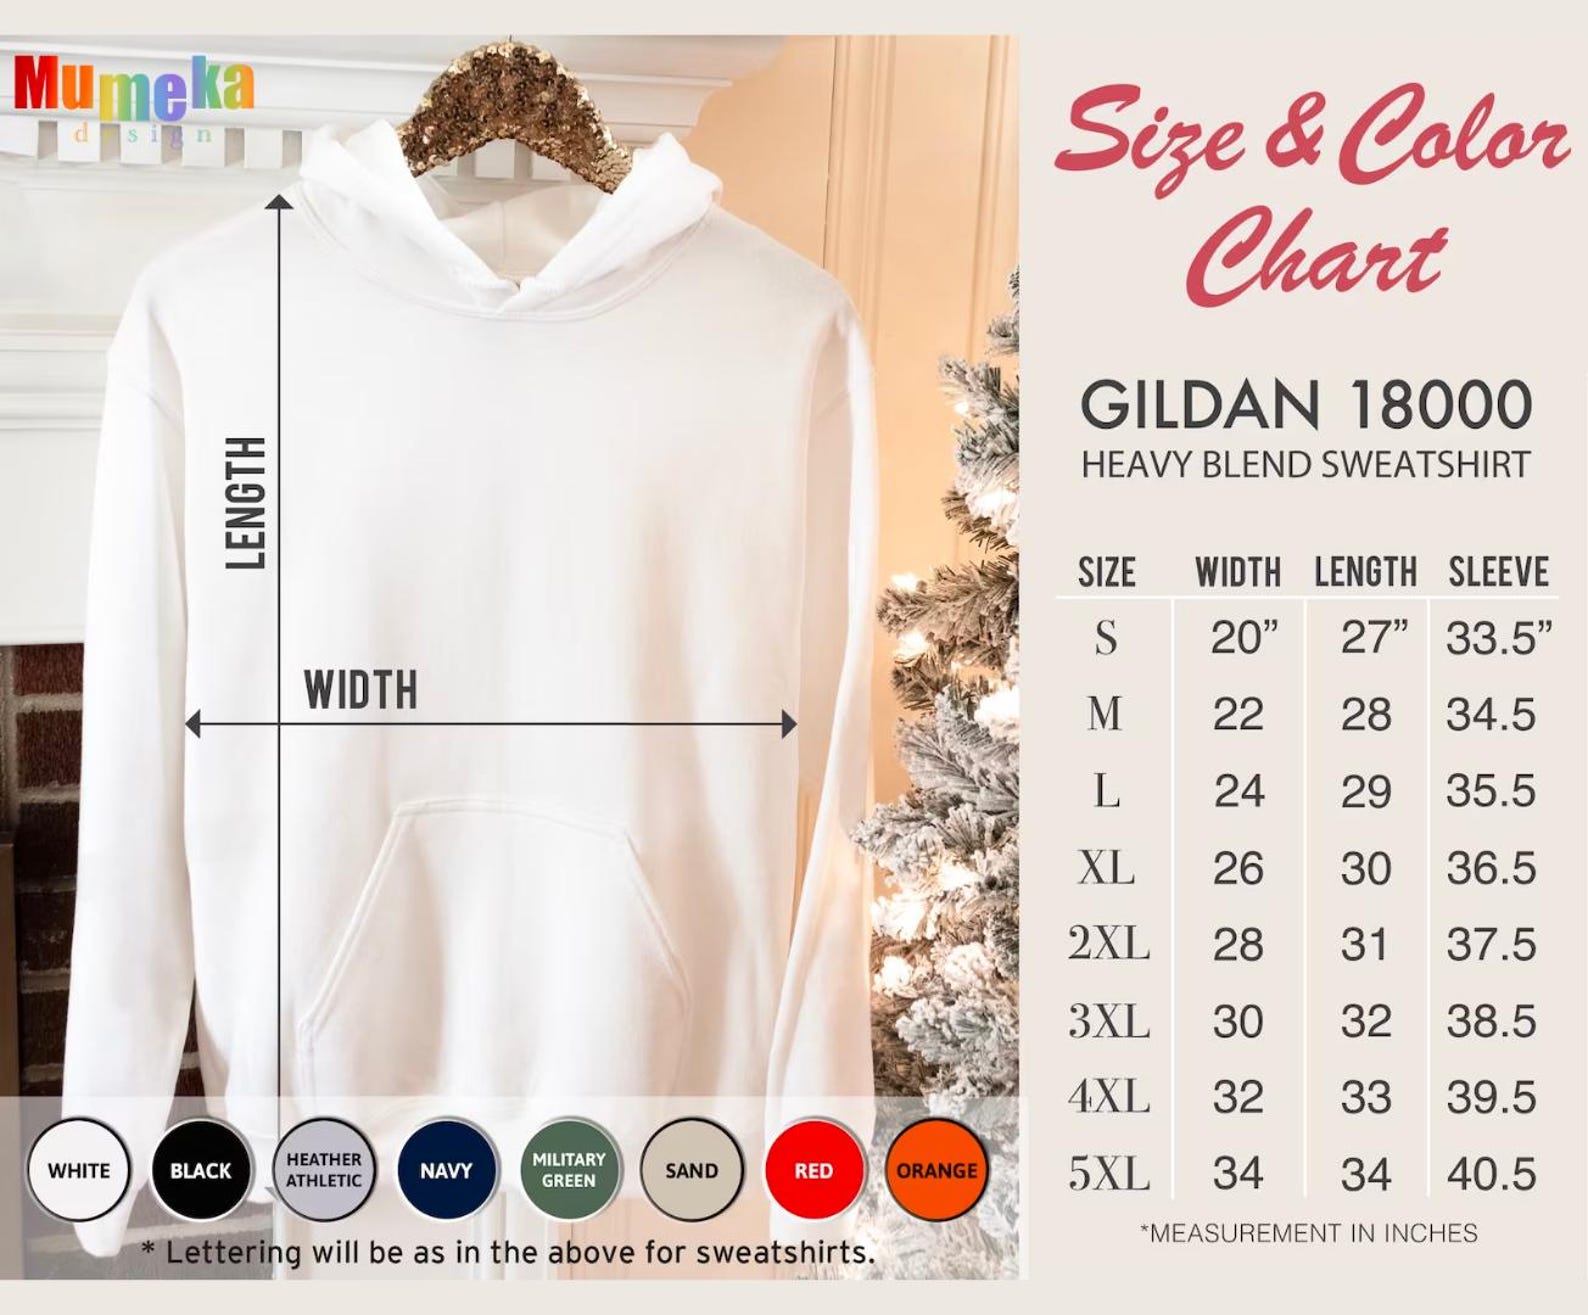 Mumeka
design
Size & Color
Chart
GILDAN 18000
HEAVY BLEND SWEATSHIRT
LENGTH
WIDTH
SIZE WIDTH LENGTH SLEEVE
S 20” 27” 33.5”
M 22 28 34.5
L 24 29 35.5
XL 26 30 36.5
2XL 28 31 37.5
3XL 30 32 38.5
4XL 32 33 39.5
5XL 34 34 40.5
*MEASUREMENT IN INCHES
WHITE
BLACK
HEATHER
ATHLETIC
NAVY
MILITARY
GREEN
SAND
RED
ORANGE
* Lettering will be as in the above for sweatshirts.